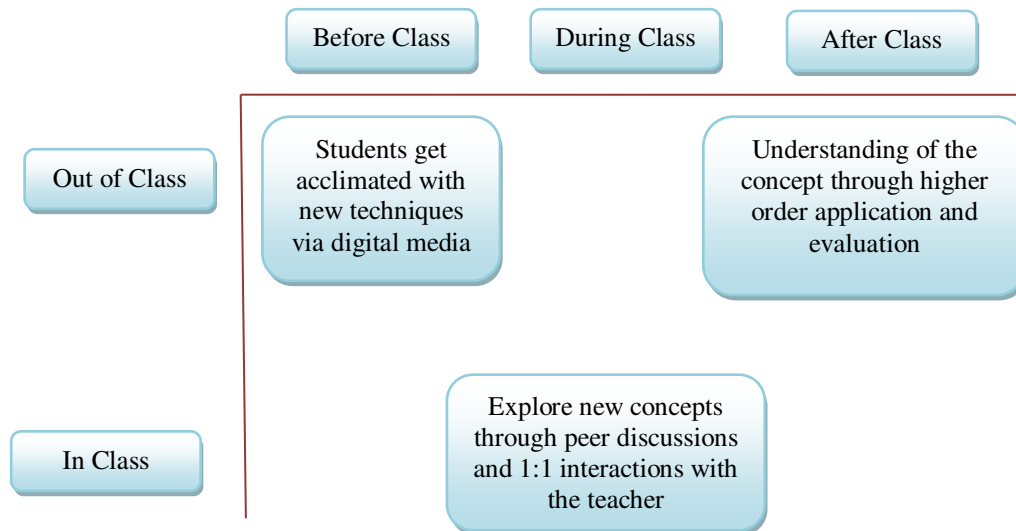 Before Class
During Class
After Class
Out of Class
Students get
acclimated with
new techniques
via digital media
Understanding of the
concept through higher
order application and
evaluation
In Class
Explore new concepts
through peer discussions
and 1:1 interactions with
the teacher